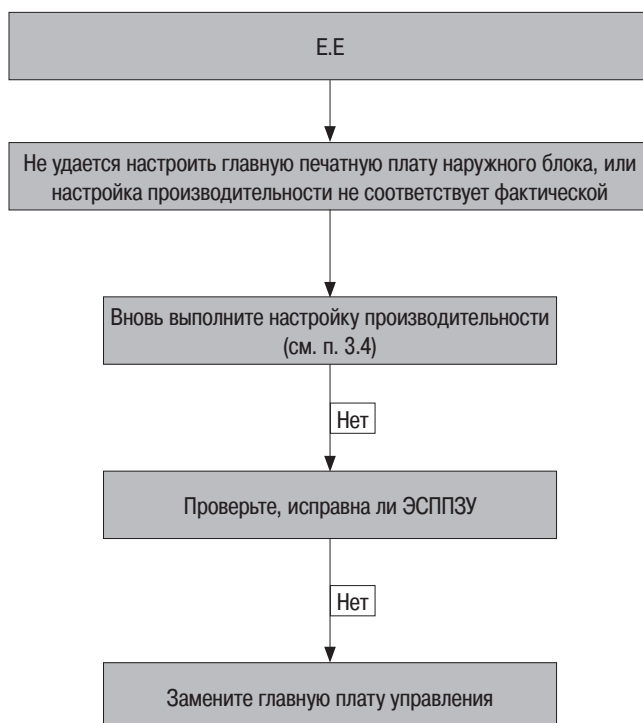 E.E
Не удается настроить главную печатную плату наружного блока, или
настройка производительности не соответствует фактической
Вновь выполните настройку производительности
(см. п. 3.4)
Нет
Проверьте, исправна ли ЭСППЗУ
Нет
Замените главную плату управления